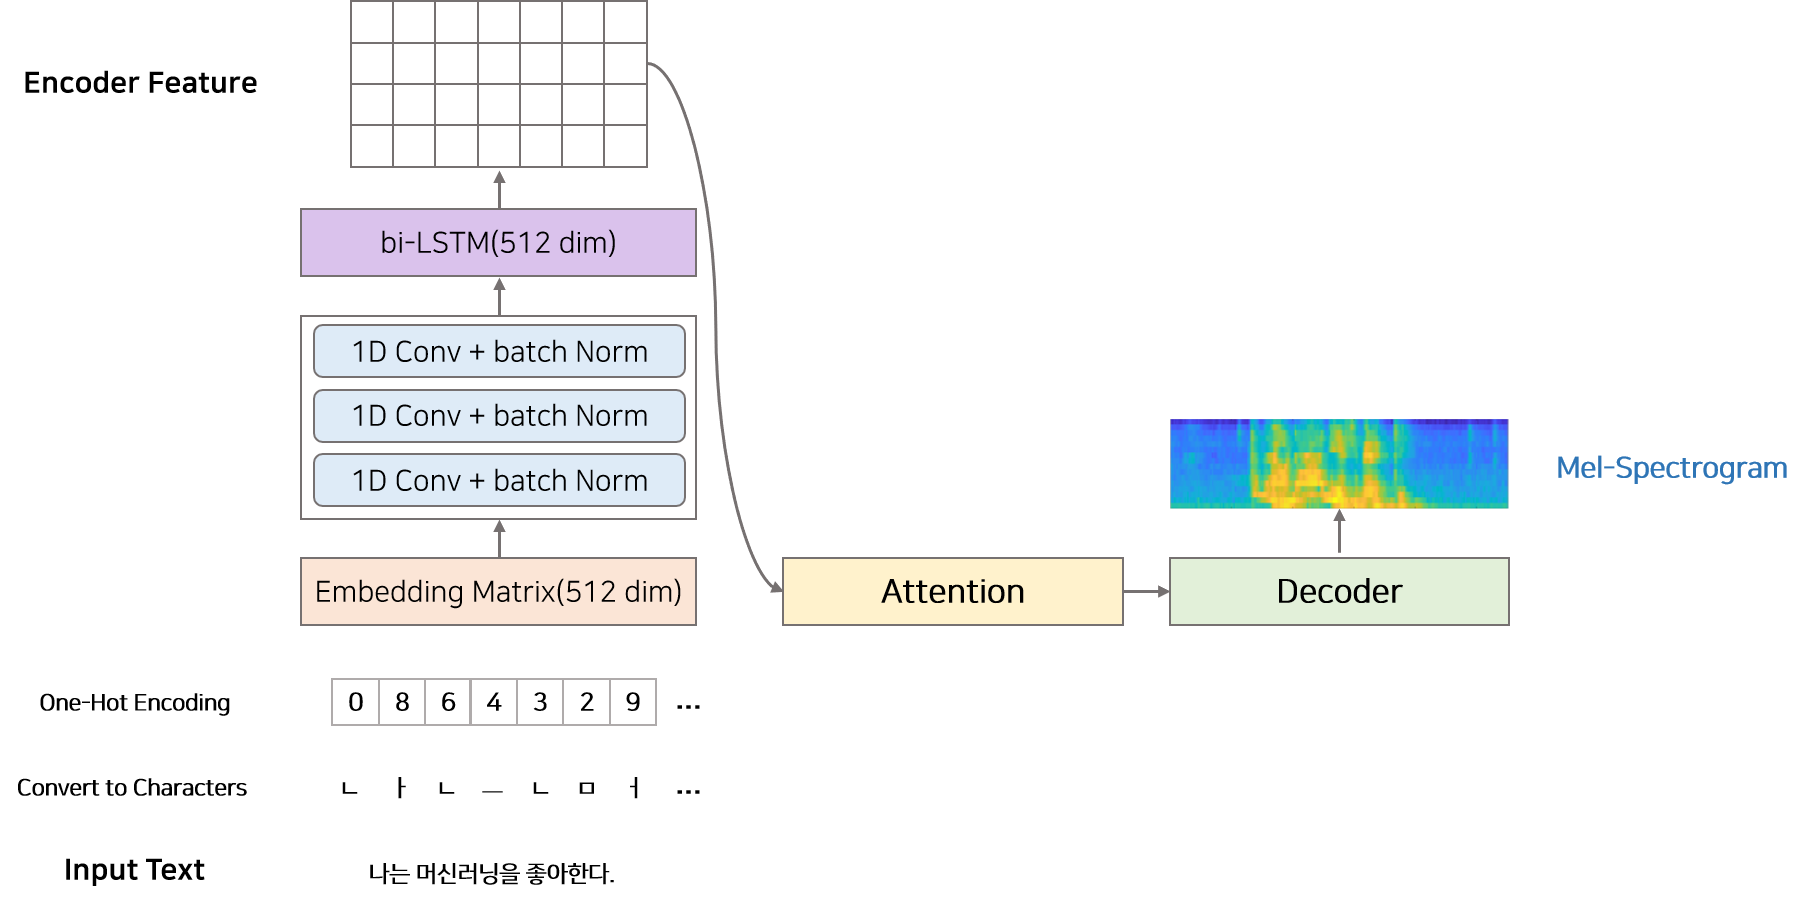 Encoder Feature
bi-LSTM(512 dim)
1D Conv + batch Norm
1D Conv + batch Norm
1D Conv + batch Norm
Embedding Matrix(512 dim)
Attention
Decoder
Mel-Spectrogram
One-Hot Encoding 0 8 6 4 3 2 9 ...
Convert to Characters ㄴ ㅏ ㄴ ㅡ ㄴ ㅁ ㅓ ...
Input Text 나는 머신러닝을 좋아한다.